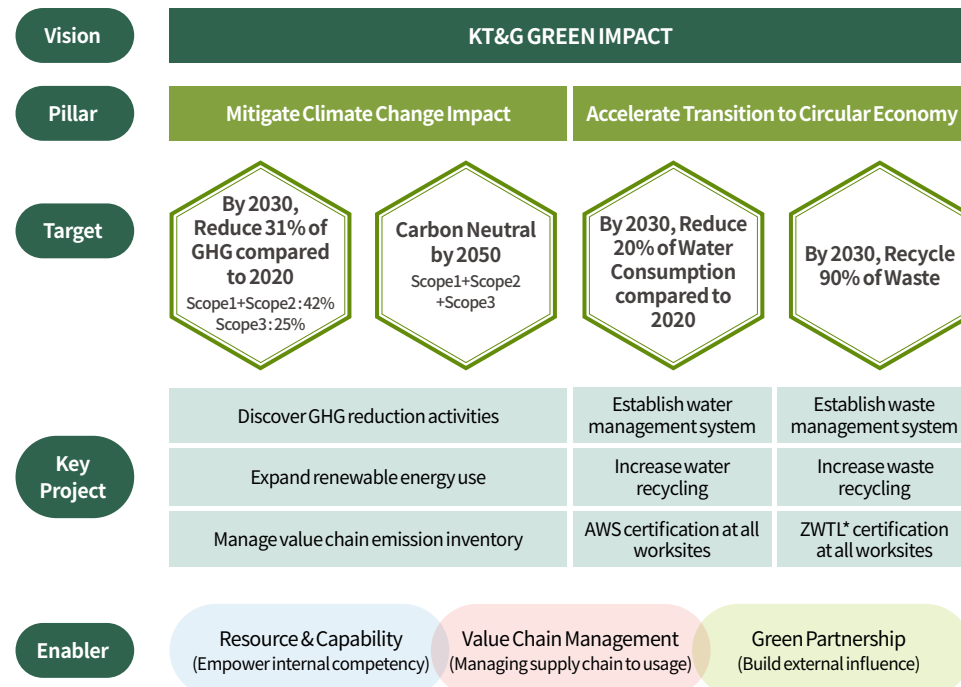 Vision
KT&G GREEN IMPACT
Pillar
Mitigate Climate Change Impact
Accelerate Transition to Circular Economy
Target
By 2030,
Reduce 31% of
GHG compared
to 2020
Scope1+Scope2 : 42%
Scope3 : 25%
Carbon Neutral
by 2050
Scope1+Scope2
+Scope3
By 2030, Reduce
20% of Water
Consumption
compared to
2020
By 2030, Recycle
90% of Waste
Key
Project
Discover GHG reduction activities
Establish water
management system
Establish waste
management system
Expand renewable energy use
Increase water
recycling
Increase waste
recycling
Manage value chain emission inventory
AWS certification at all
worksites
ZWTL* certification
at all worksites
Enabler
Resource & Capability
(Empower internal competency)
Value Chain Management
(Managing supply chain to usage)
Green Partnership
(Build external influence)